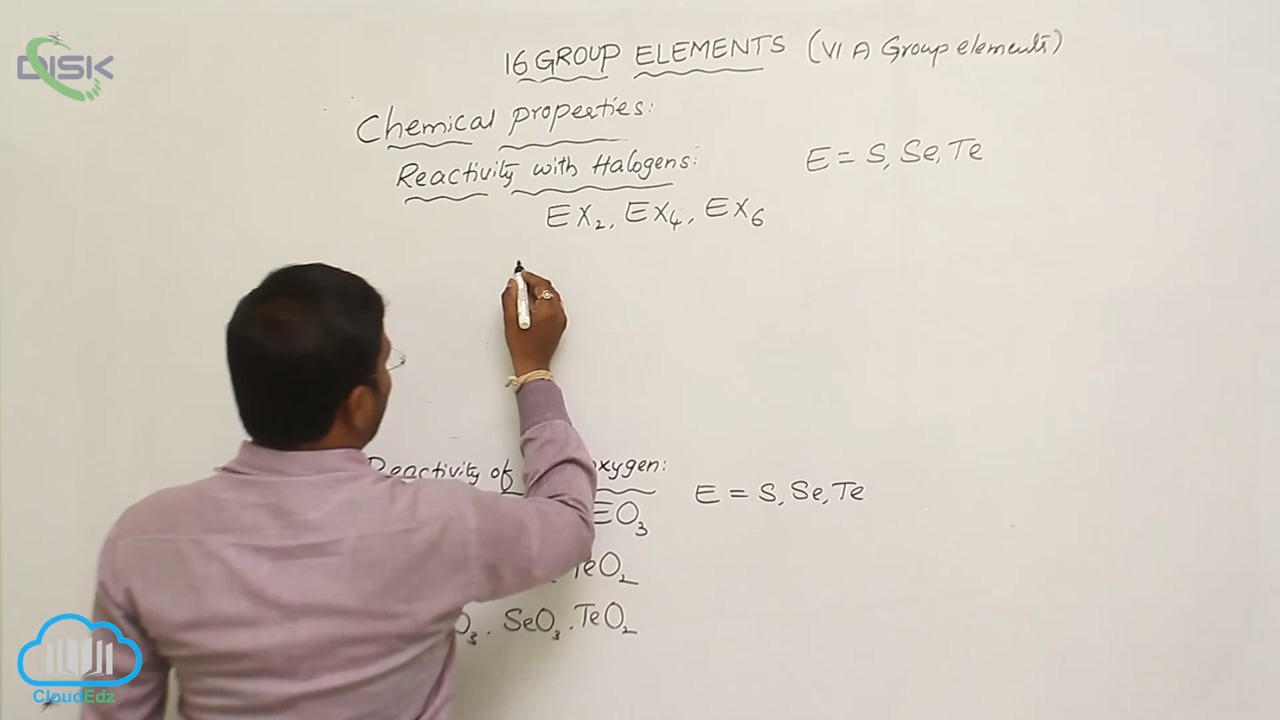 DISK
16 GROUP ELEMENTS (VI A Group elements)
Chemical properties:
Reactivity with Halogens: E = S, Se, Te
EX₂, EX₄, EX₆
Reactivity of oxygen: E = S, Se, Te
EO₃
TeO₂
O₃. SeO₃. TeO₂
CloudEdz